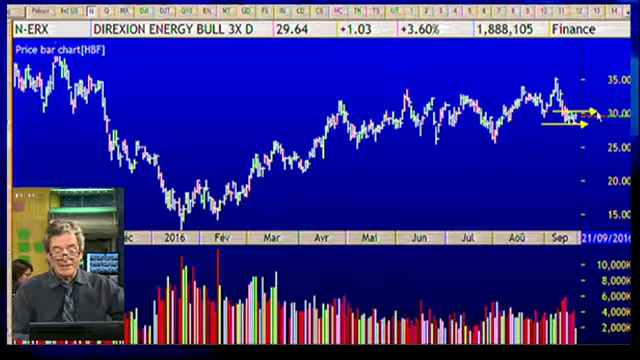 N-ERX DIREXION ENERGY BULL 3X D 29.64 +1.03 +3.60% 1,888,105 Finance
Price bar chart[HBF]
35.00
30.00
25.00
20.00
15.00
2016 Fév Mar Avr Mai Jun Jul Aoû Sep 21/09/2016
10,000K
8,000K
6,000K
4,000K
2,000K